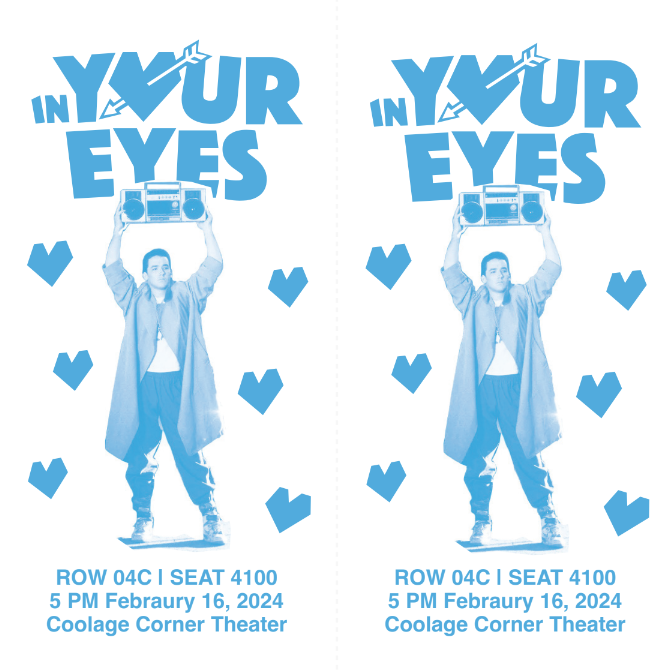 IN YOUR
EYES
ROW 04C | SEAT 4100
5 PM Febraury 16, 2024
Coolage Corner Theater
IN YOUR
EYES
ROW 04C | SEAT 4100
5 PM Febraury 16, 2024
Coolage Corner Theater